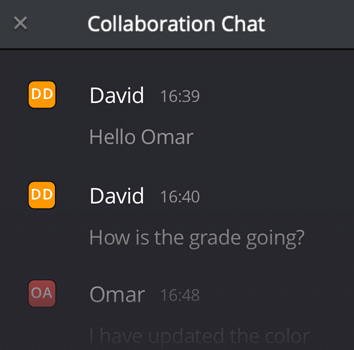 Collaboration Chat
DD David 16:39
Hello Omar
DD David 16:40
How is the grade going?
OA Omar 16:48
I have updated the color